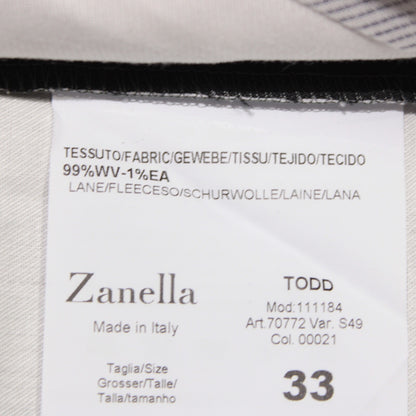 TESSUTO/FABRIC/GEWEBE/TISSU/TEJIDO/TECIDO
99%WV-1%EA
LANE/FLEECESO/SCHURWOLLE/LAINE/LANA
Zanella
Made in Italy
TODD
Mod:111184
Art.70772 Var. S49
Col. 00021
Taglia/Size
Grosser/Talle/
Talla/tamanho
33